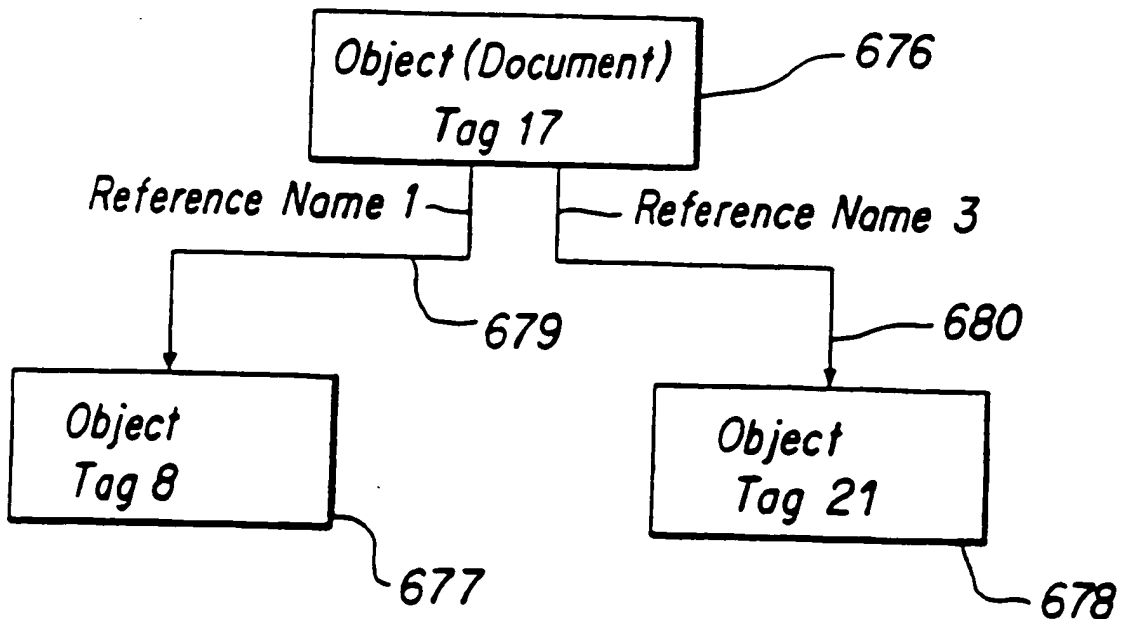 Object (Document)
Tag 17
676
Reference Name 1
Reference Name 3
679
680
Object
Tag 8
Object
Tag 21
677
678